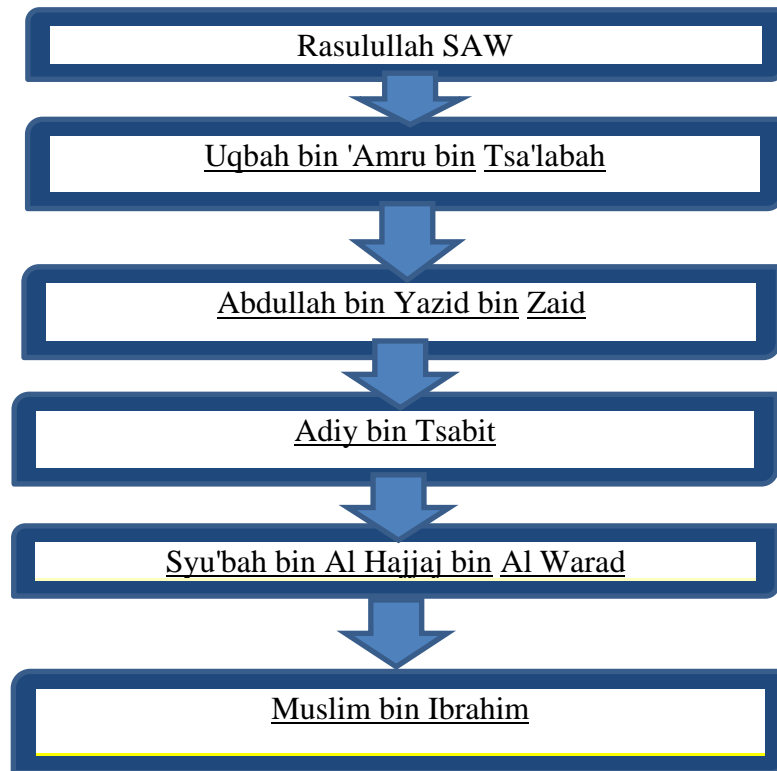 Rasulullah SAW
Uqbah bin 'Amru bin Tsa'labah
Abdullah bin Yazid bin Zaid
Adiy bin Tsabit
Syu'bah bin Al Hajjaj bin Al Warad
Muslim bin Ibrahim